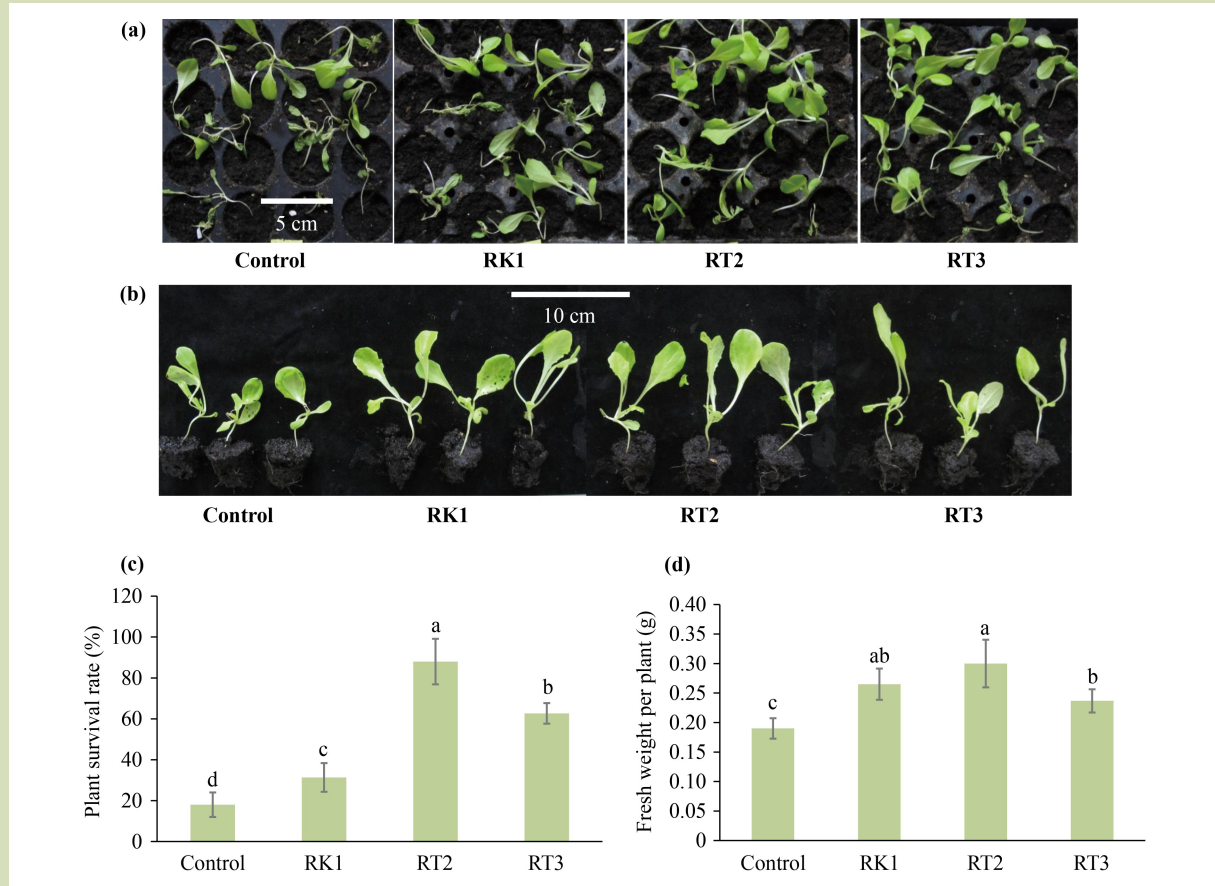 (a)
5 cm
Control RK1 RT2 RT3
(b)
10 cm
Control RK1 RT2 RT3
(c)
Plant survival rate (%)
120
100
80
60
40
20
0
d
c
a
b
Control RK1 RT2 RT3
(d)
Fresh weight per plant (g)
0.40
0.35
0.30
0.25
0.20
0.15
0.10
0.05
0
c
ab
a
b
Control RK1 RT2 RT3